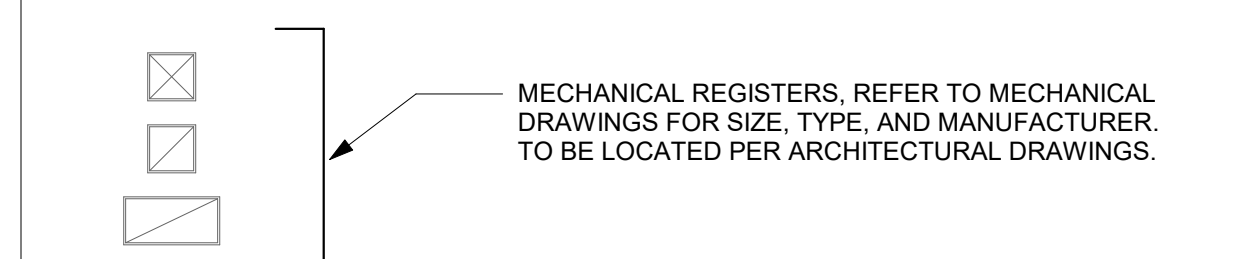 MECHANICAL REGISTERS, REFER TO MECHANICAL
DRAWINGS FOR SIZE, TYPE, AND MANUFACTURER.
TO BE LOCATED PER ARCHITECTURAL DRAWINGS.